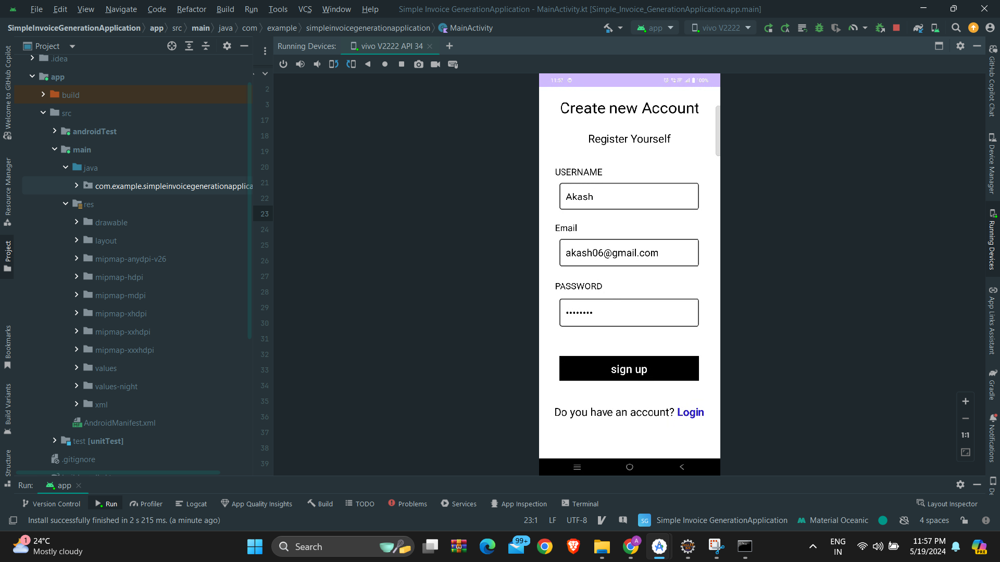 File Edit View Navigate Code Refactor Build Run Tools VCS Window Help Simple Invoice GenerationApplication - MainActivity.kt [Simple_Invoice_GenerationApplication.app.main]
SimpleInvoiceGenerationApplication app src main java com example simpleinvoicegenerationapplication MainActivity app vivo V2222
Project
Running Devices: vivo V2222 API 34
.idea
app
build
src
androidTest
main
java
com.example.simpleinvoicegenerationapplica
res
drawable
layout
mipmap-anydpi-v26
mipmap-hdpi
mipmap-mdpi
mipmap-xhdpi
mipmap-xxhdpi
mipmap-xxxhdpi
values
values-night
xml
AndroidManifest.xml
test [unitTest]
.gitignore
2
3
17
18
19
20
21
22
23
24
25
26
27
28
29
30
31
32
33
34
35
36
37
38
39
11:57 100%
Create new Account
Register Yourself
USERNAME
Akash
Email
akash06@gmail.com
PASSWORD
••••••••
sign up
Do you have an account? Login
1:1
Welcome to GitHub Copilot
Resource Manager
Project
Bookmarks
Build Variants
Structure
GitHub Copilot Chat
Device Manager
Running Devices
App Links Assistant
Gradle
Notifications
Run: app
Version Control Run Profiler Logcat App Quality Insights Build TODO Problems Services App Inspection Terminal Layout Inspector
Install successfully finished in 2 s 215 ms. (a minute ago) 23:1 LF UTF-8 SG Simple Invoice GenerationApplication Material Oceanic 4 spaces
1 24°C
Mostly cloudy
Search
99+
A
ENG
IN
11:57 PM
5/19/2024
PRE